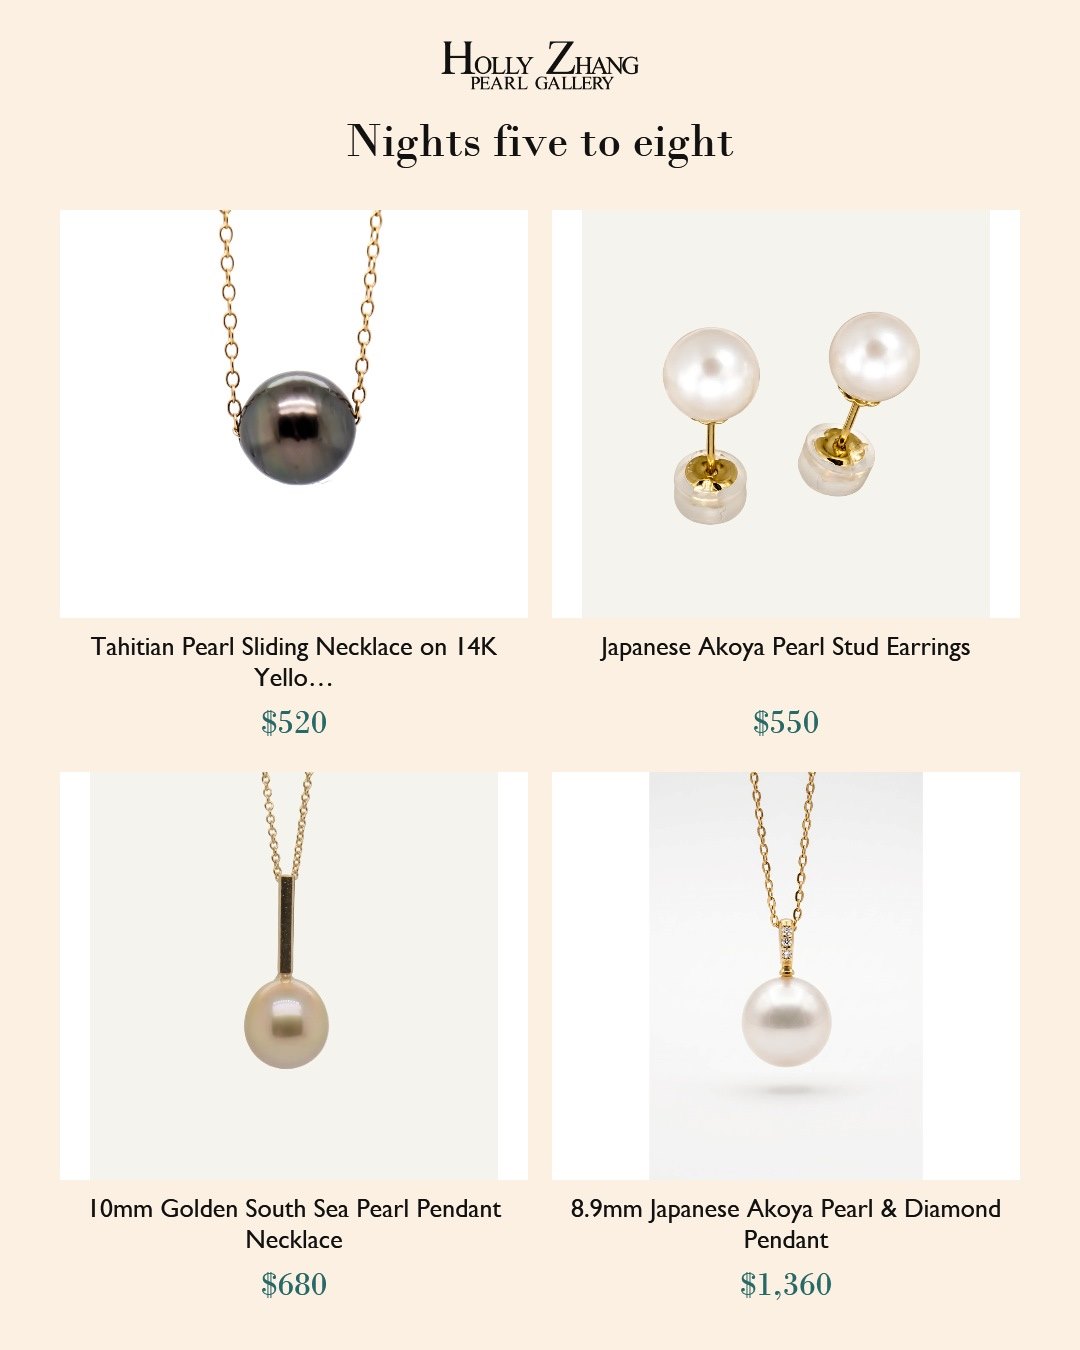 HOLLY ZHANG
PEARL GALLERY
Nights five to eight
Tahitian Pearl Sliding Necklace on 14K
Yello…
$520
Japanese Akoya Pearl Stud Earrings
$550
10mm Golden South Sea Pearl Pendant
Necklace
$680
8.9mm Japanese Akoya Pearl & Diamond
Pendant
$1,360